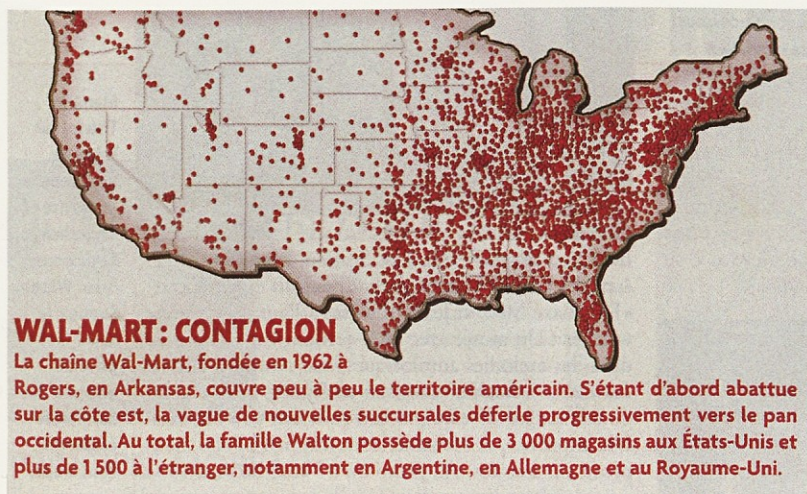 WAL-MART: CONTAGION
La chaîne Wal-Mart, fondée en 1962 à
Rogers, en Arkansas, couvre peu à peu le territoire américain. S'étant d'abord abattue
sur la côte est, la vague de nouvelles succursales déferle progressivement vers le pan
occidental. Au total, la famille Walton possède plus de 3 000 magasins aux États-Unis et
plus de 1 500 à l'étranger, notamment en Argentine, en Allemagne et au Royaume-Uni.